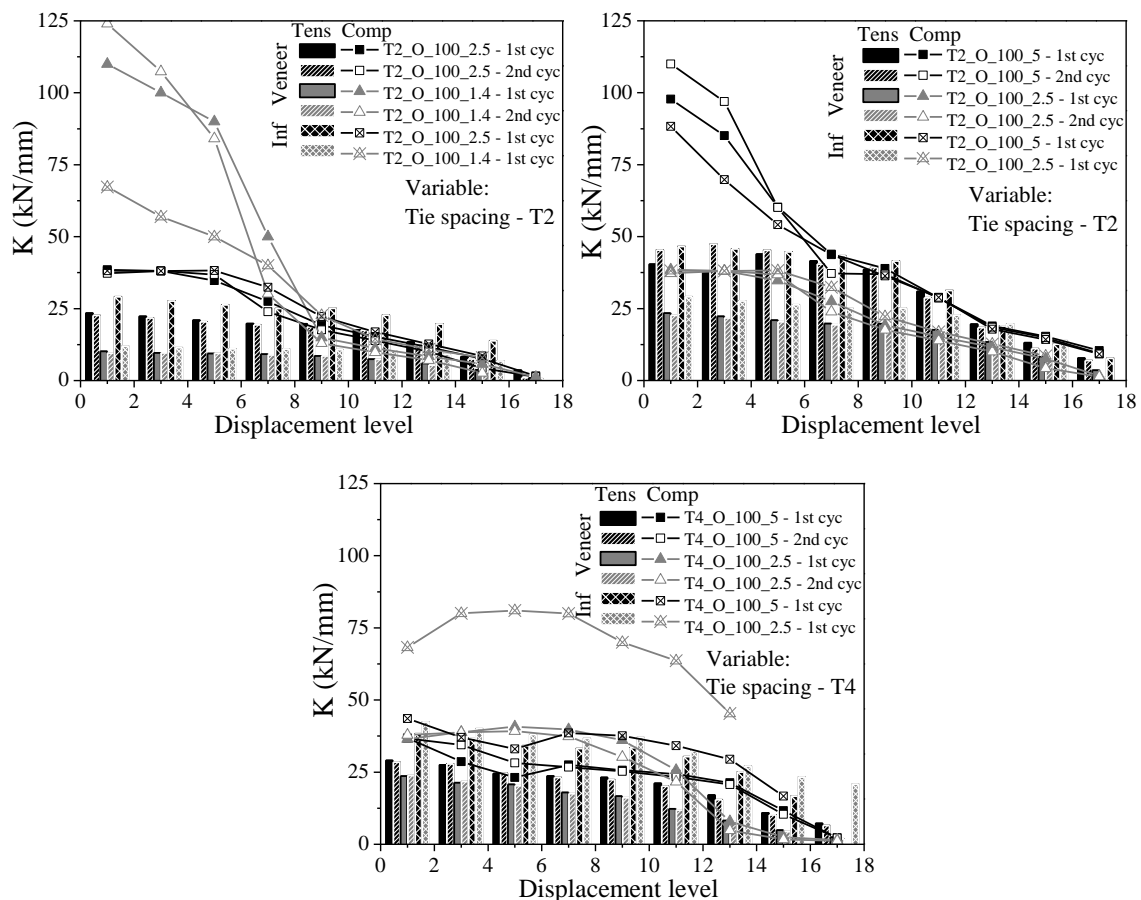 125
100
75
50
25
0
K (kN/mm)
Tens Comp
Veneer
Inf
T2_O_100_2.5 - 1st cyc
T2_O_100_2.5 - 2nd cyc
T2_O_100_1.4 - 1st cyc
T2_O_100_1.4 - 2nd cyc
T2_O_100_2.5 - 1st cyc
T2_O_100_1.4 - 1st cyc
Variable:
Tie spacing - T2
0 2 4 6 8 10 12 14 16 18
Displacement level
125
100
75
50
25
0
K (kN/mm)
Tens Comp
Veneer
Inf
T2_O_100_5 - 1st cyc
T2_O_100_5 - 2nd cyc
T2_O_100_2.5 - 1st cyc
T2_O_100_2.5 - 2nd cyc
T2_O_100_5 - 1st cyc
T2_O_100_2.5 - 1st cyc
Variable:
Tie spacing - T2
0 2 4 6 8 10 12 14 16 18
Displacement level
125
100
75
50
25
0
K (kN/mm)
Tens Comp
Veneer
Inf
T4_O_100_5 - 1st cyc
T4_O_100_5 - 2nd cyc
T4_O_100_2.5 - 1st cyc
T4_O_100_2.5 - 2nd cyc
T4_O_100_5 - 1st cyc
T4_O_100_2.5 - 1st cyc
Variable:
Tie spacing - T4
0 2 4 6 8 10 12 14 16 18
Displacement level